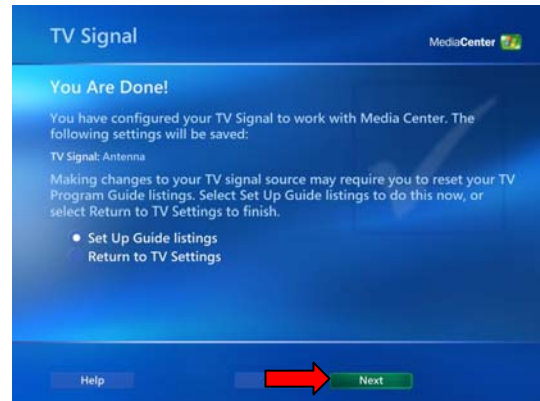 TV Signal
MediaCenter
You Are Done!
You have configured your TV Signal to work with Media Center. The
following settings will be saved:
TV Signal: Antenna
Making changes to your TV signal source may require you to reset your TV
Program Guide listings. Select Set Up Guide listings to do this now, or
select Return to TV Settings to finish.
Set Up Guide listings
Return to TV Settings
Help
Next